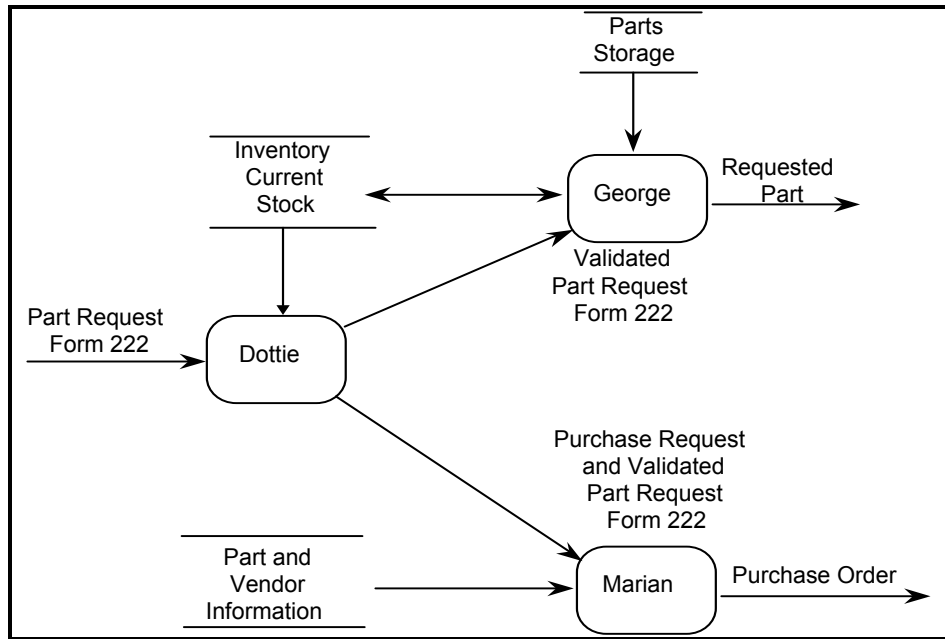 Parts
Storage
Inventory
Current
Stock
George
Requested
Part
Validated
Part Request
Form 222
Part Request
Form 222
Dottie
Purchase Request
and Validated
Part Request
Form 222
Part and
Vendor
Information
Marian
Purchase Order